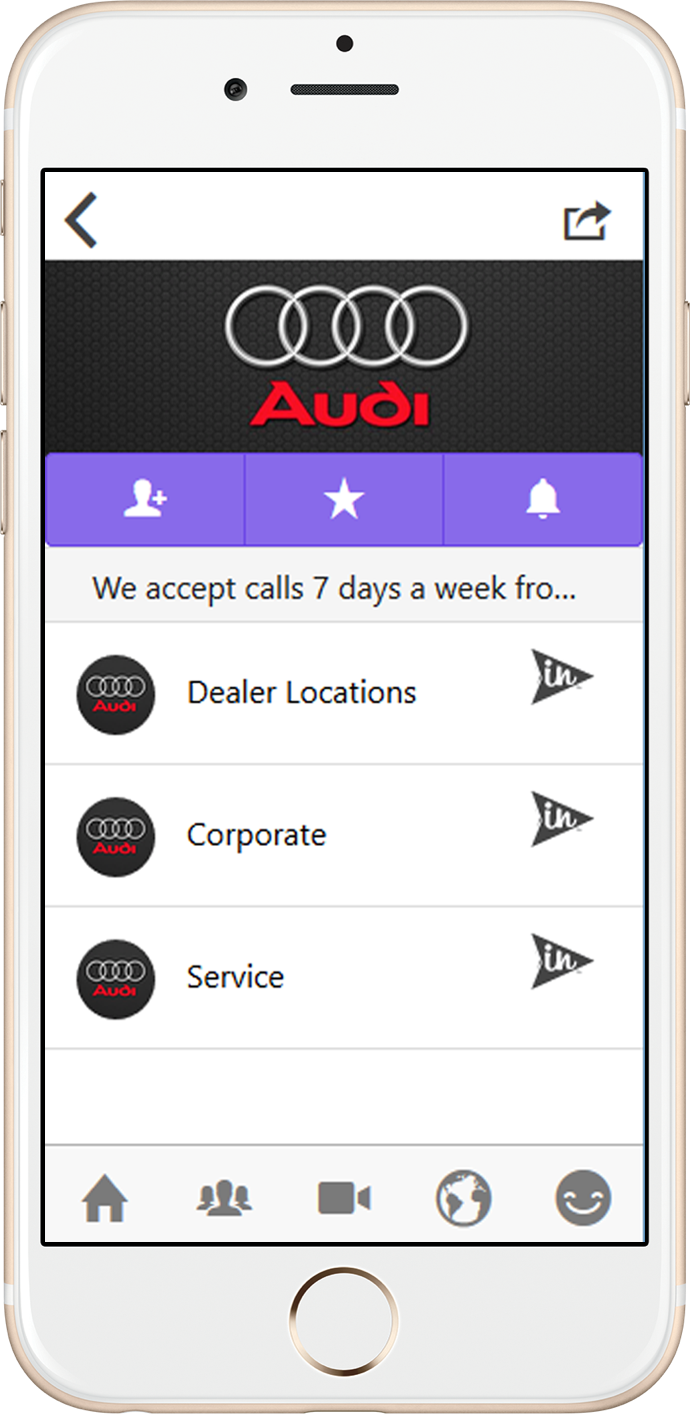 Audi
We accept calls 7 days a week fro...
Audi
Dealer Locations
in
Audi
Corporate
in
Audi
Service
in